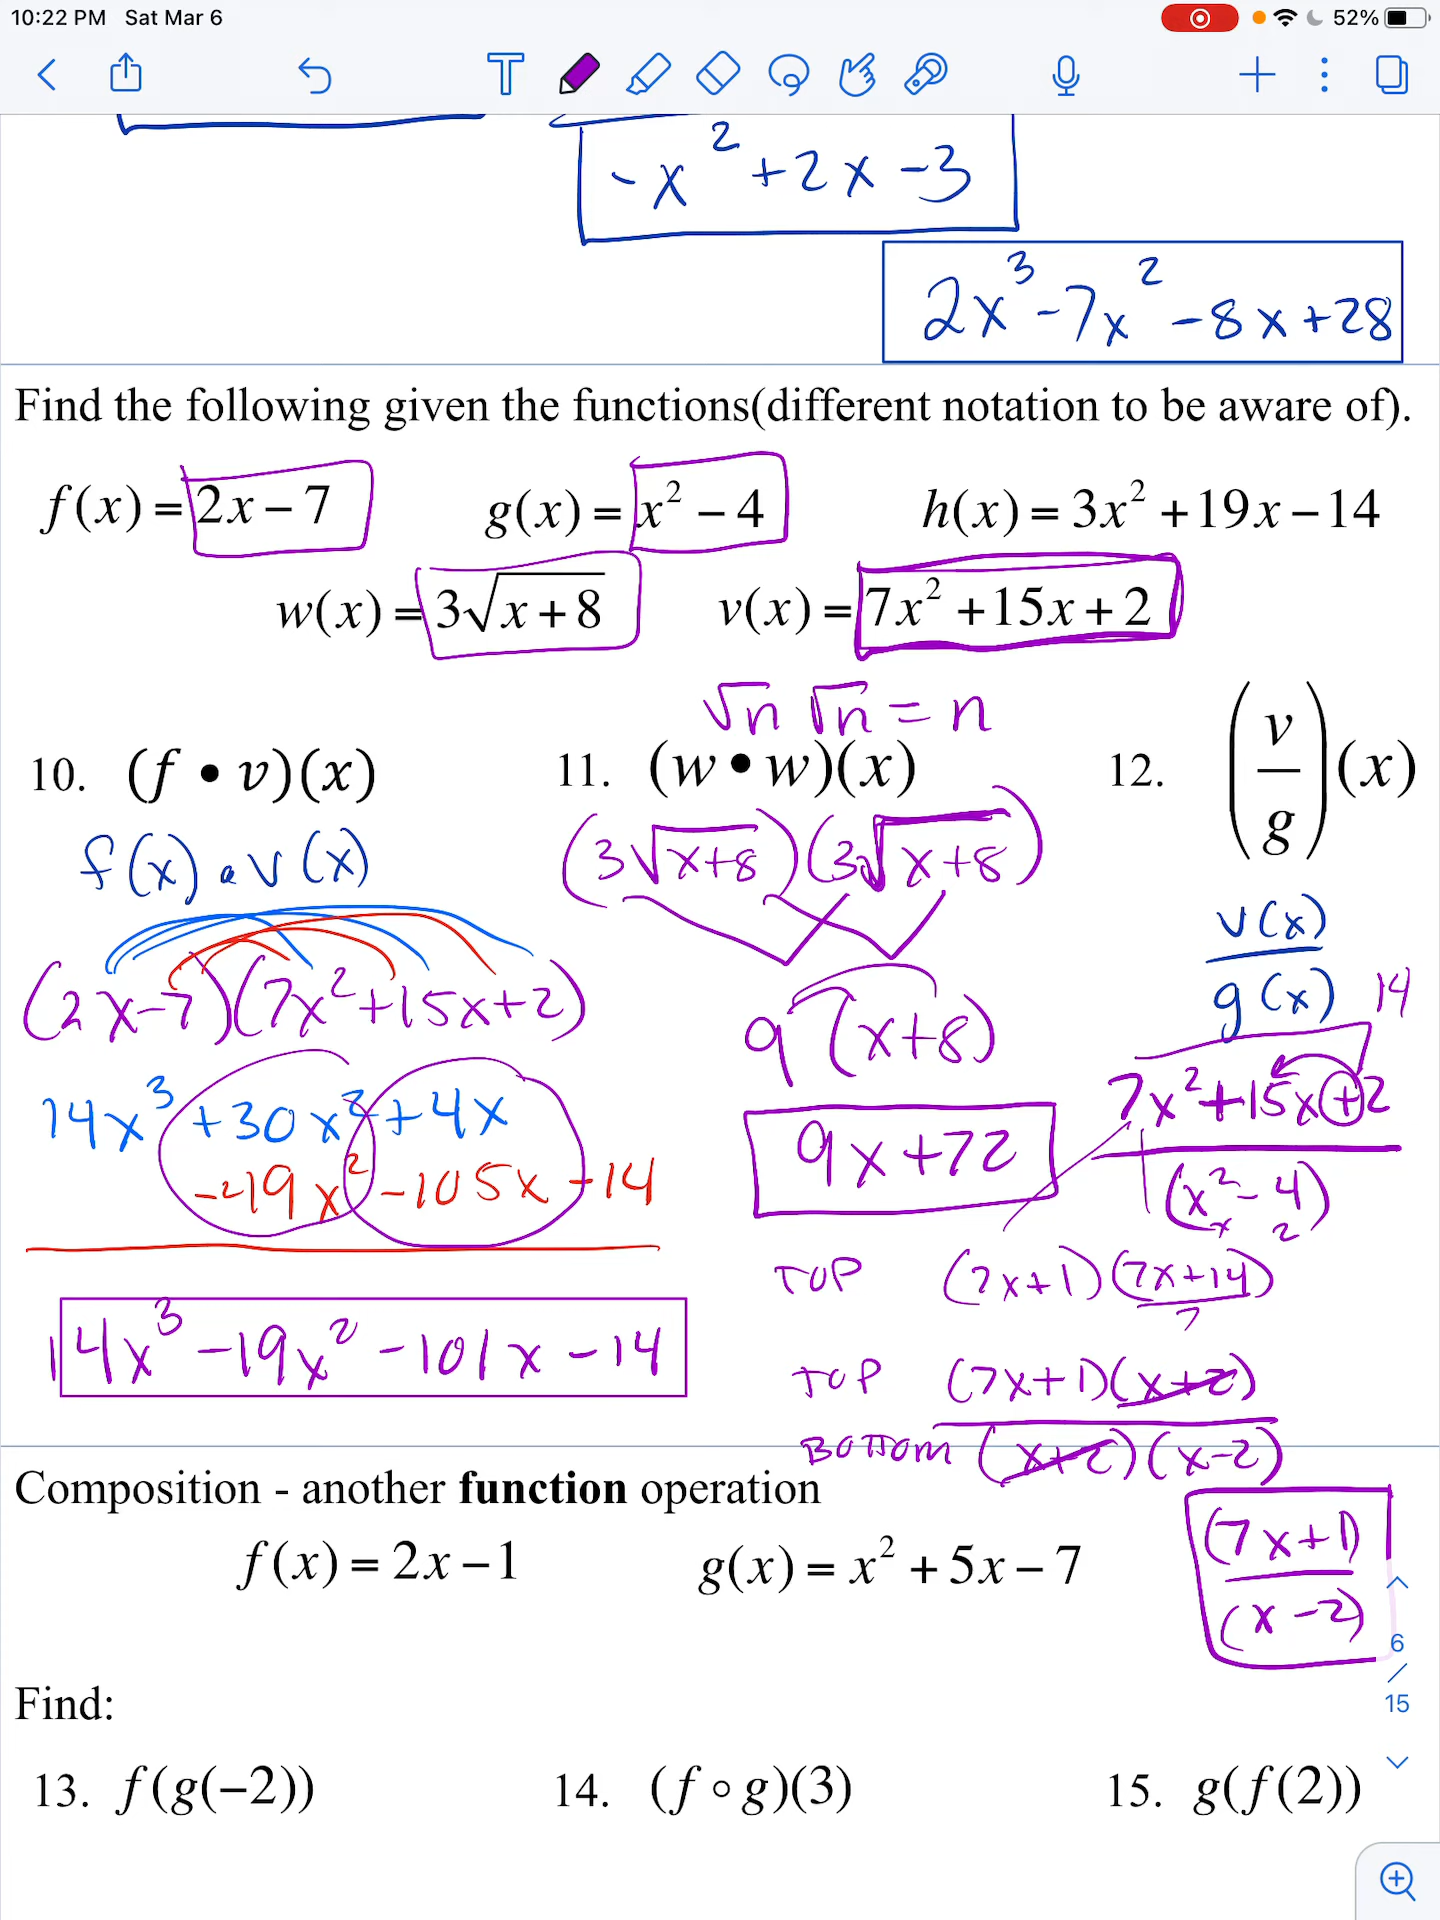 10:22 PM Sat Mar 6 52%
T
-x² +2x -3
2x³ -7x² -8x +28
Find the following given the functions(different notation to be aware of).
f(x) = 2x − 7 g(x) = x² − 4 h(x) = 3x² +19x −14
w(x) = 3√(x+8) v(x) = 7x² +15x + 2
√n √n = n
10. (f • v)(x) 11. (w • w)(x) 12. (v/g)(x)
f(x) • v(x) (3√(x+8))(3√(x+8))
v(x)
g(x) 14
(2x-7)(7x²+15x+2) 9(x+8)
7x²+15x+2
(x²-4)
x 2
14x³ +30x² +4x 9x+72
-49x² -105x -14
TOP (7x+1)(7x+14)
7
14x³ -19x² -101x -14
TOP (7x+1)(x+2)
BOTTOM (x+2)(x-2)
Composition - another function operation
(7x+1)
(x-2)
f(x) = 2x −1 g(x) = x² + 5x − 7
6
/
15
Find:
13. f(g(−2)) 14. (f ∘ g)(3) 15. g(f(2))